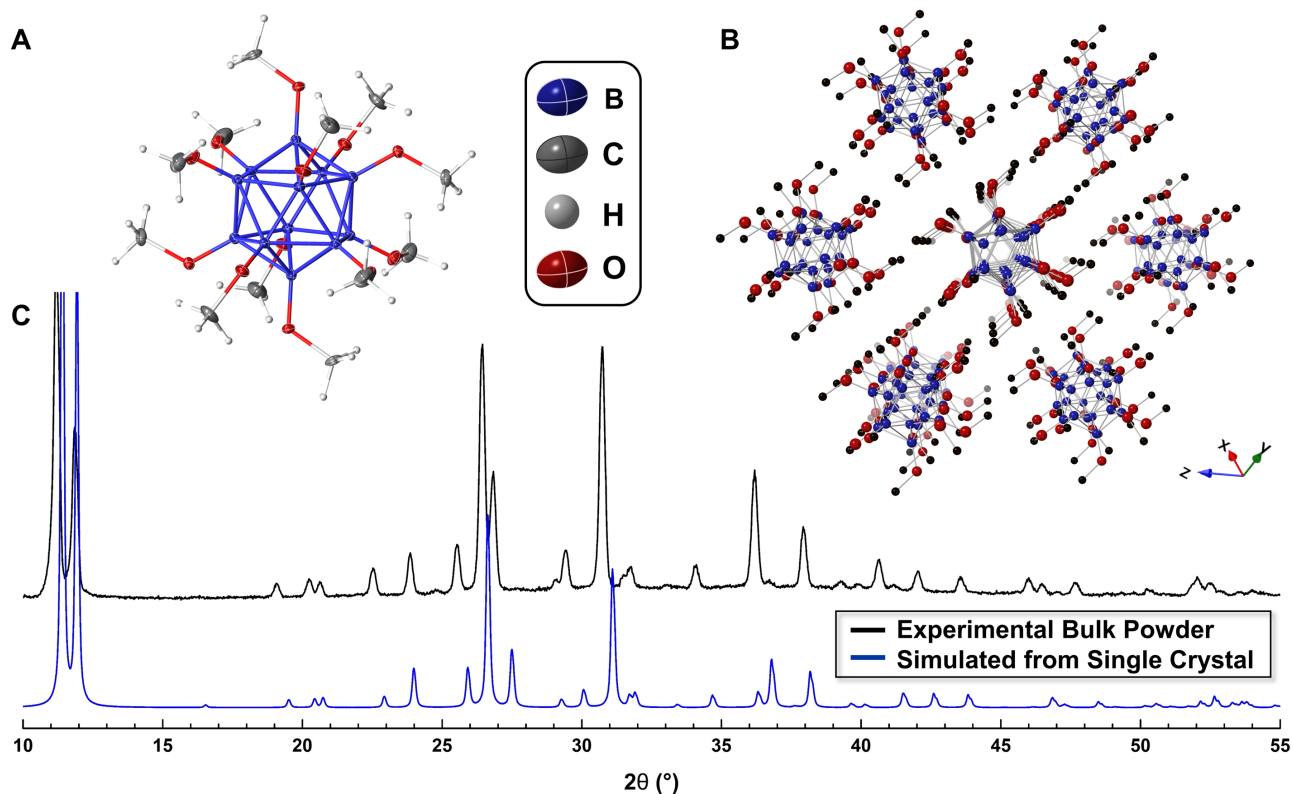 A
B
B
C
H
O
X
Y
Z
C
Experimental Bulk Powder
Simulated from Single Crystal
10
15
20
25
30
35
40
45
50
55
2θ (°)